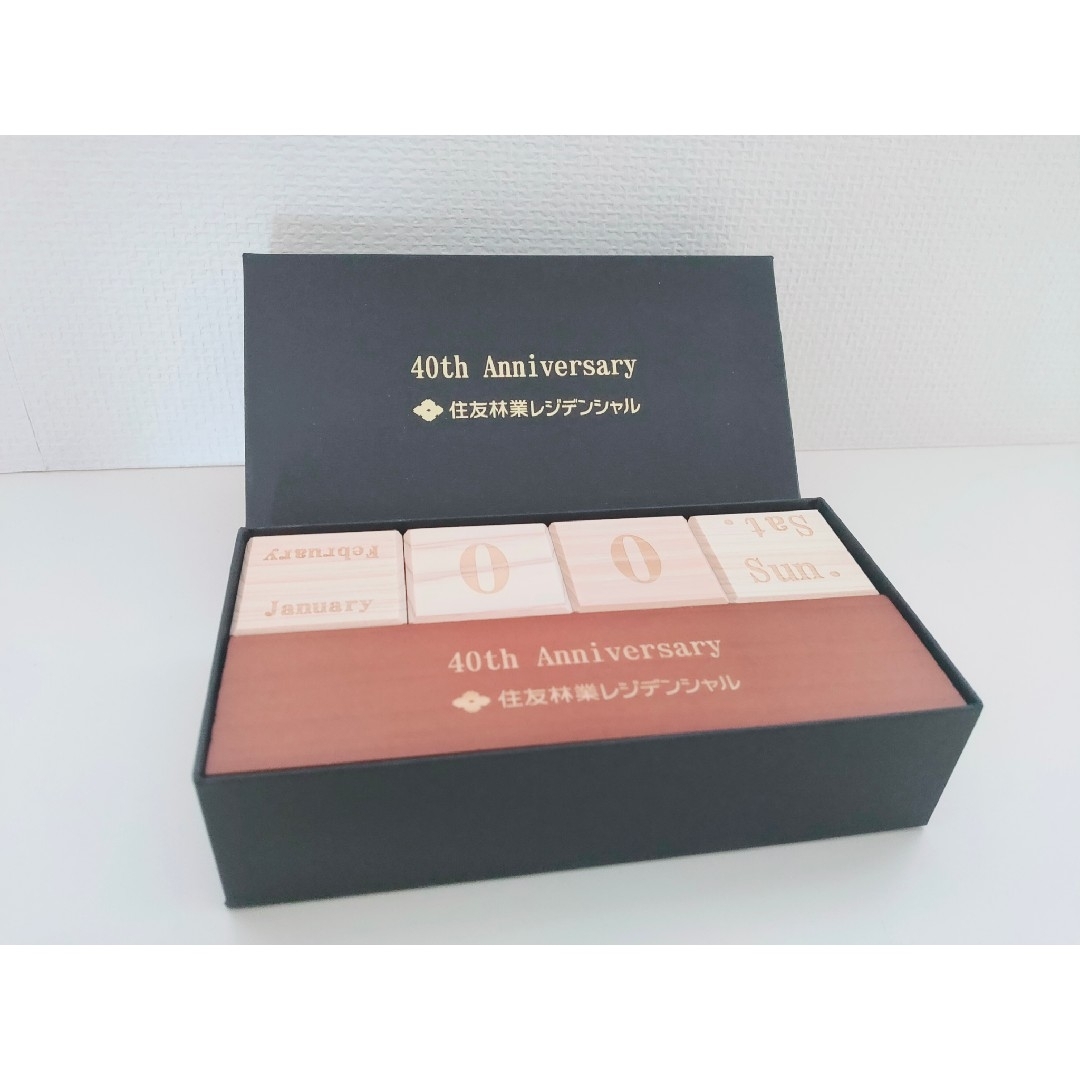 40th Anniversary
住友林業レジデンシャル
February
January
0
0
Sat.
Sun.
40th Anniversary
住友林業レジデンシャル